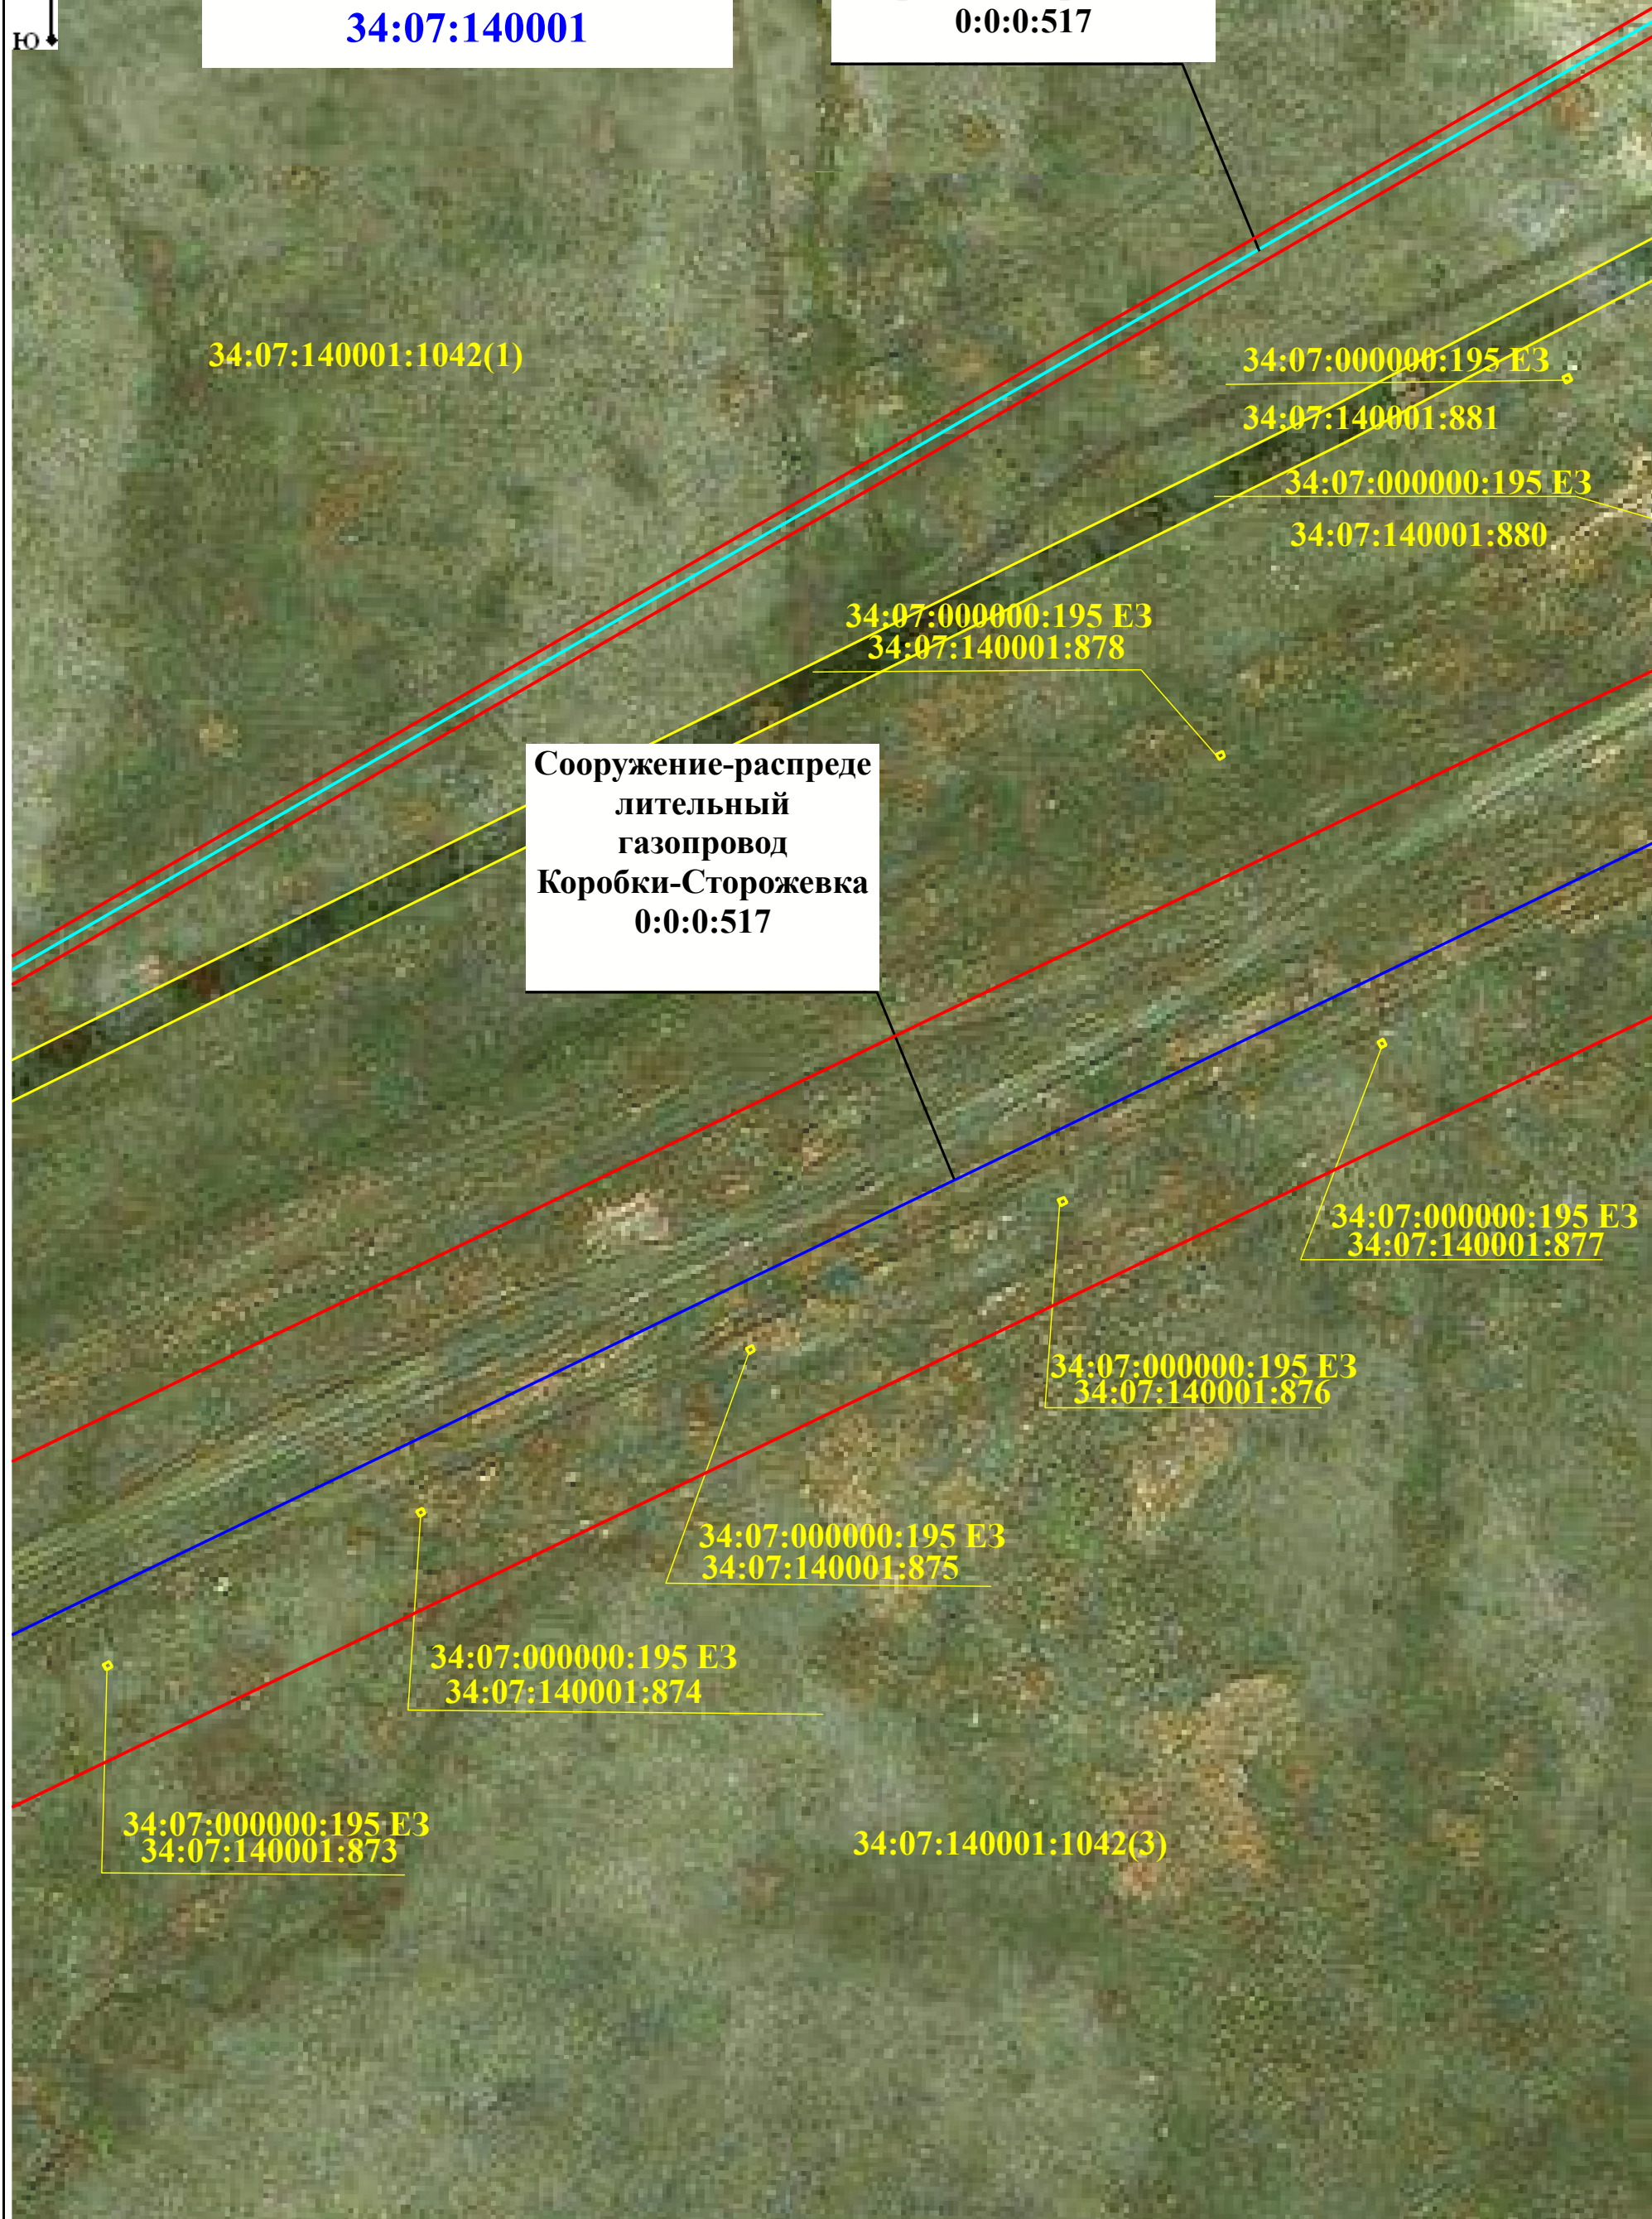 Ю
34:07:140001
0:0:0:517
34:07:140001:1042(1)
34:07:000000:195 ЕЗ
34:07:140001:881
34:07:000000:195 ЕЗ
34:07:140001:880
34:07:000000:195 ЕЗ
34:07:140001:878
Сооружение-распреде
лительный
газопровод
Коробки-Сторожевка
0:0:0:517
34:07:000000:195 ЕЗ
34:07:140001:877
34:07:000000:195 ЕЗ
34:07:140001:876
34:07:000000:195 ЕЗ
34:07:140001:875
34:07:000000:195 ЕЗ
34:07:140001:874
34:07:000000:195 ЕЗ
34:07:140001:873
34:07:140001:1042(3)